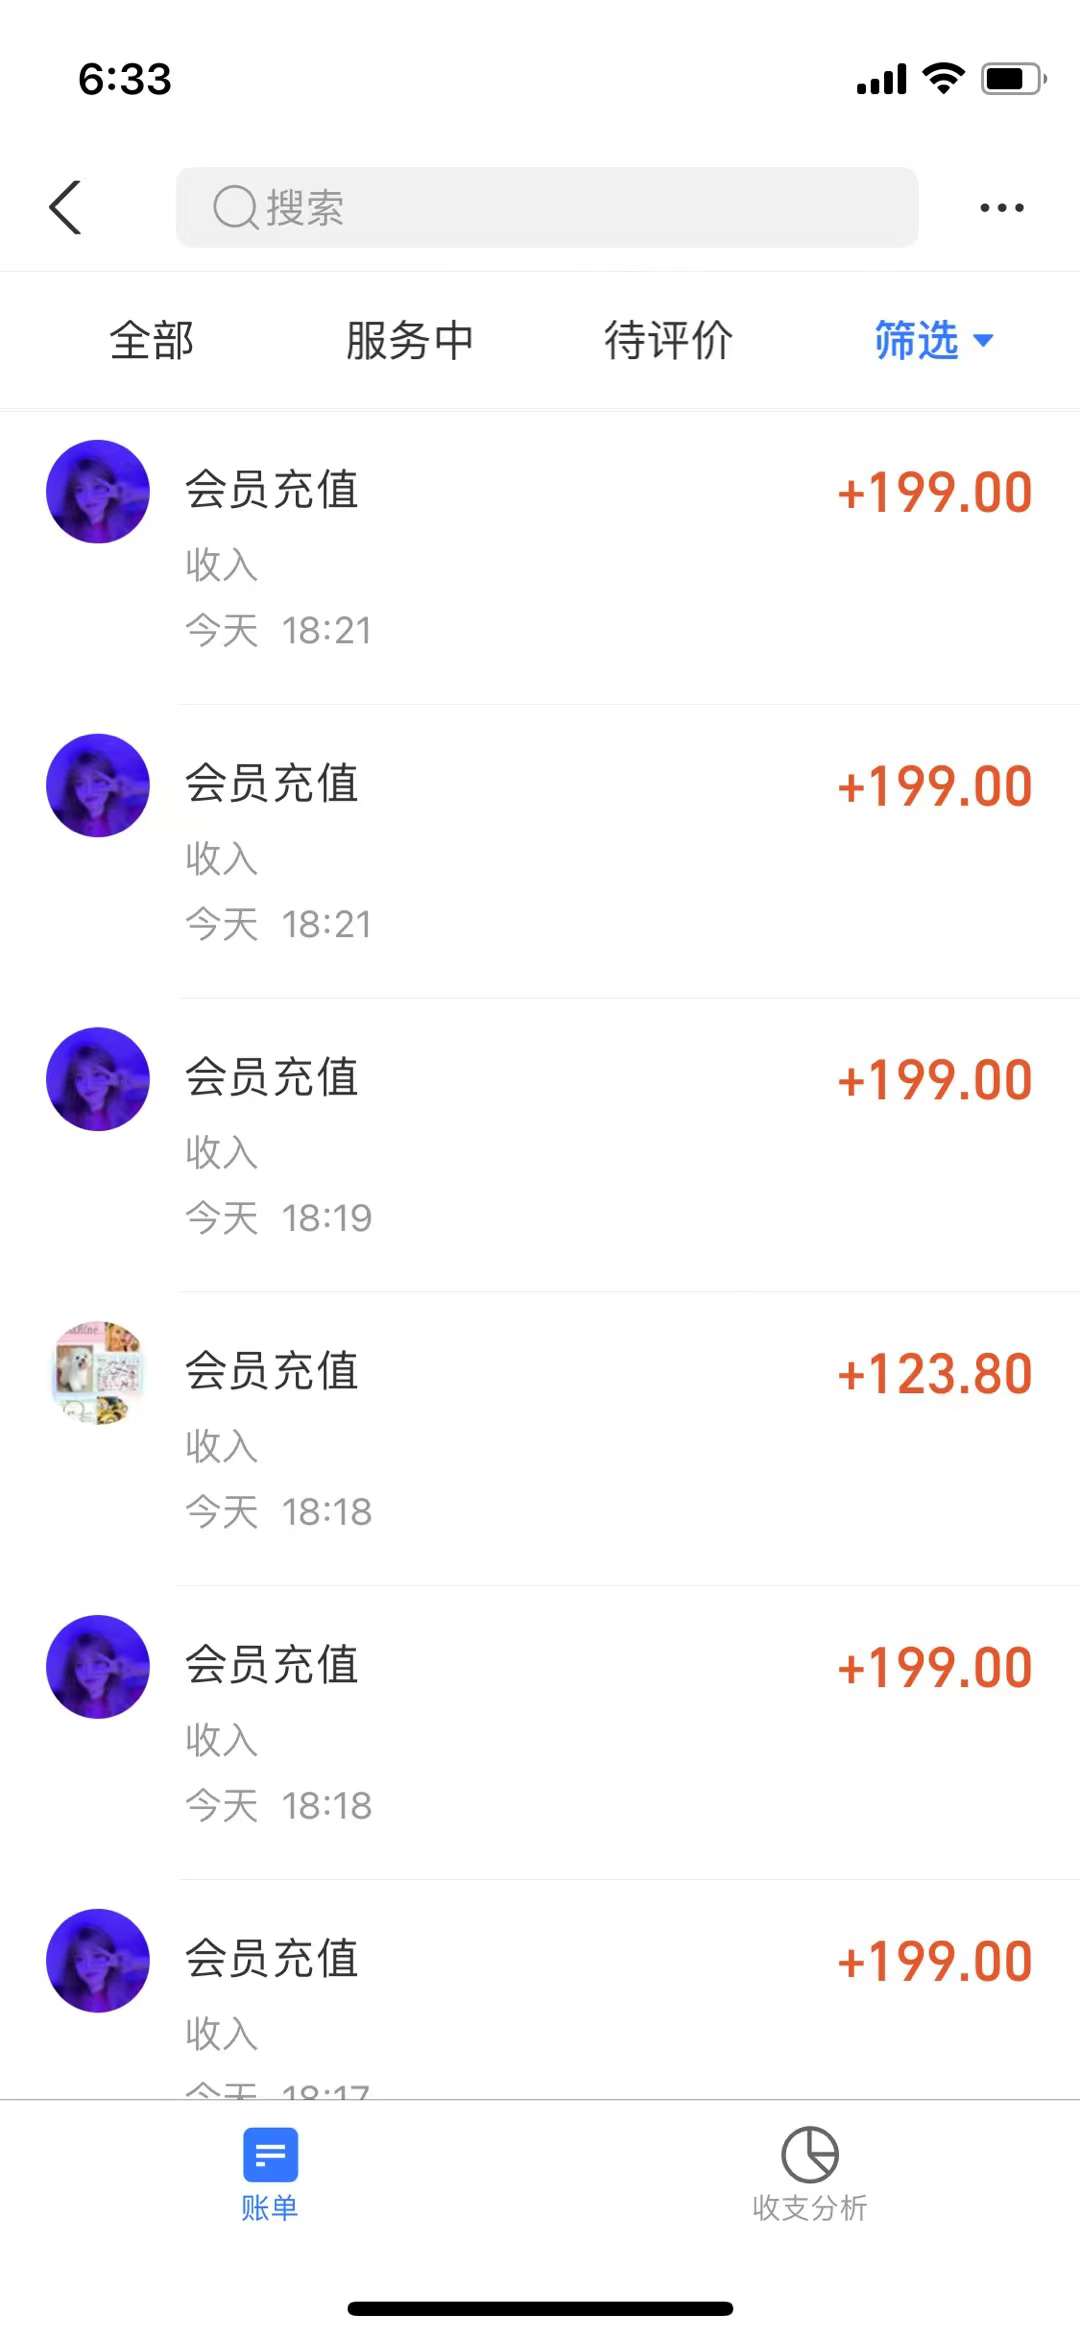 6:33
搜索
全部 服务中 待评价 筛选
会员充值 +199.00
收入
今天 18:21
会员充值 +199.00
收入
今天 18:21
会员充值 +199.00
收入
今天 18:19
会员充值 +123.80
收入
今天 18:18
会员充值 +199.00
收入
今天 18:18
会员充值 +199.00
收入
今天 18:17
账单 收支分析